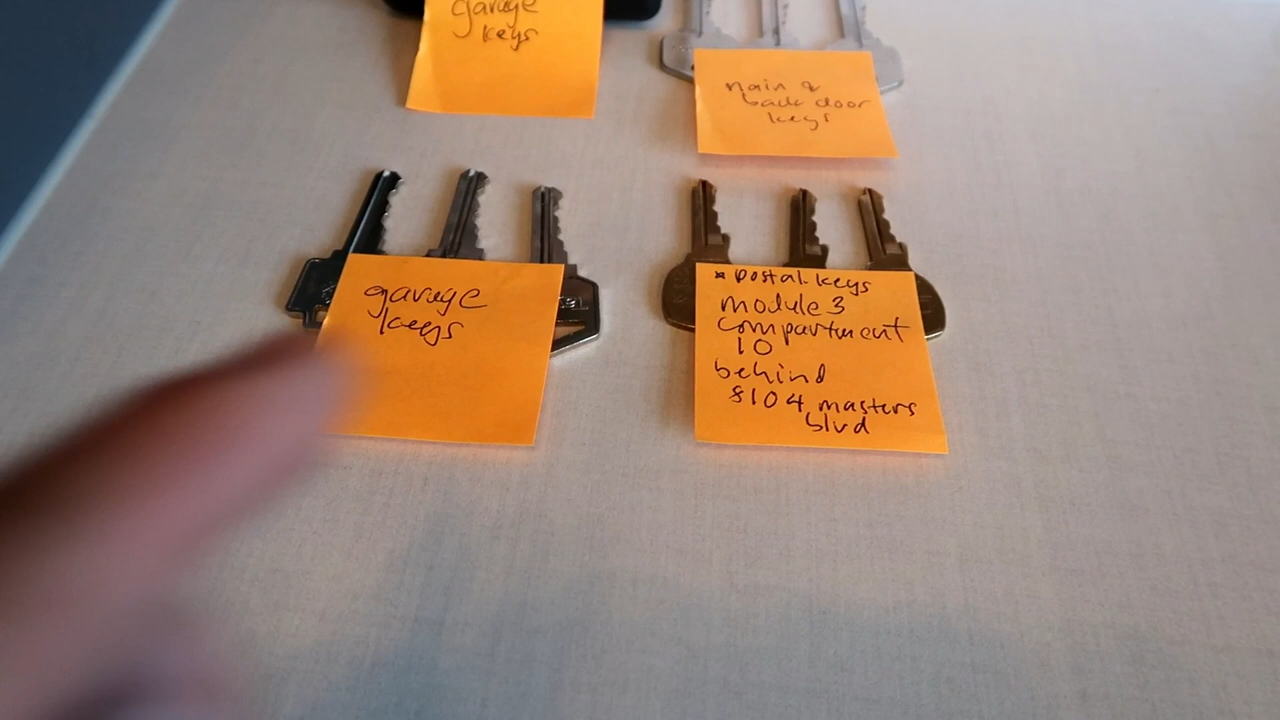 garage
keys
main &
back door
keys
garage
keys
* postal keys
module 3
compartment
10
behind
8104 masters
blvd